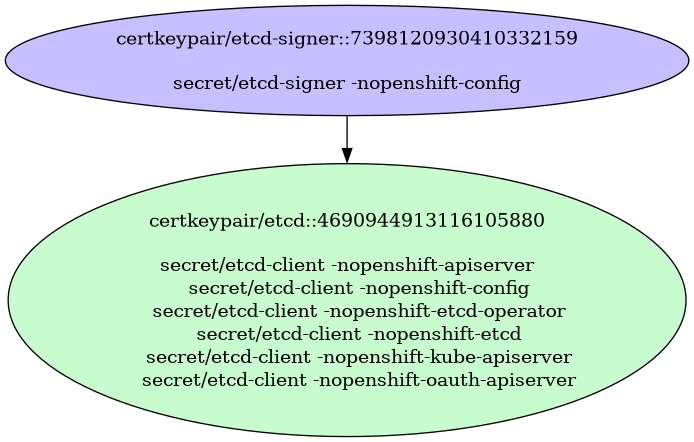 certkeypair/etcd-signer::7398120930410332159
secret/etcd-signer -nopenshift-config
certkeypair/etcd::4690944913116105880
secret/etcd-client -nopenshift-apiserver
secret/etcd-client -nopenshift-config
secret/etcd-client -nopenshift-etcd-operator
secret/etcd-client -nopenshift-etcd
secret/etcd-client -nopenshift-kube-apiserver
secret/etcd-client -nopenshift-oauth-apiserver